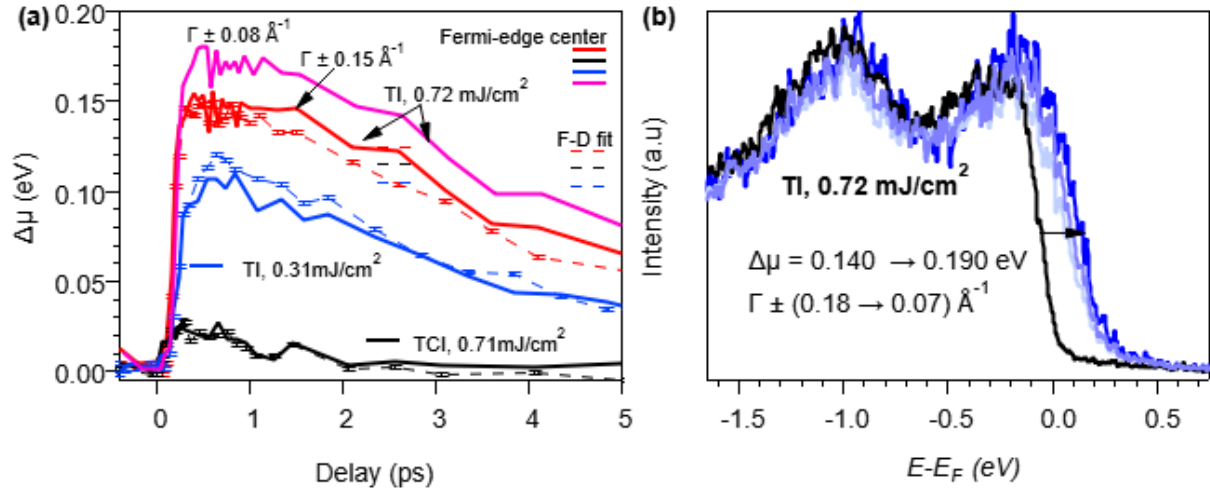 (a)
0.20
0.15
0.10
0.05
0.00
Δμ (eV)
Γ ± 0.08 Å⁻¹
Γ ± 0.15 Å⁻¹
Fermi-edge center
TI, 0.72 mJ/cm²
F-D fit
TI, 0.31mJ/cm²
TCI, 0.71mJ/cm²
0 1 2 3 4 5
Delay (ps)
(b)
Intensity (a.u)
TI, 0.72 mJ/cm²
Δμ = 0.140 → 0.190 eV
Γ ± (0.18 → 0.07) Å⁻¹
-1.5 -1.0 -0.5 0.0 0.5
E-E_F (eV)